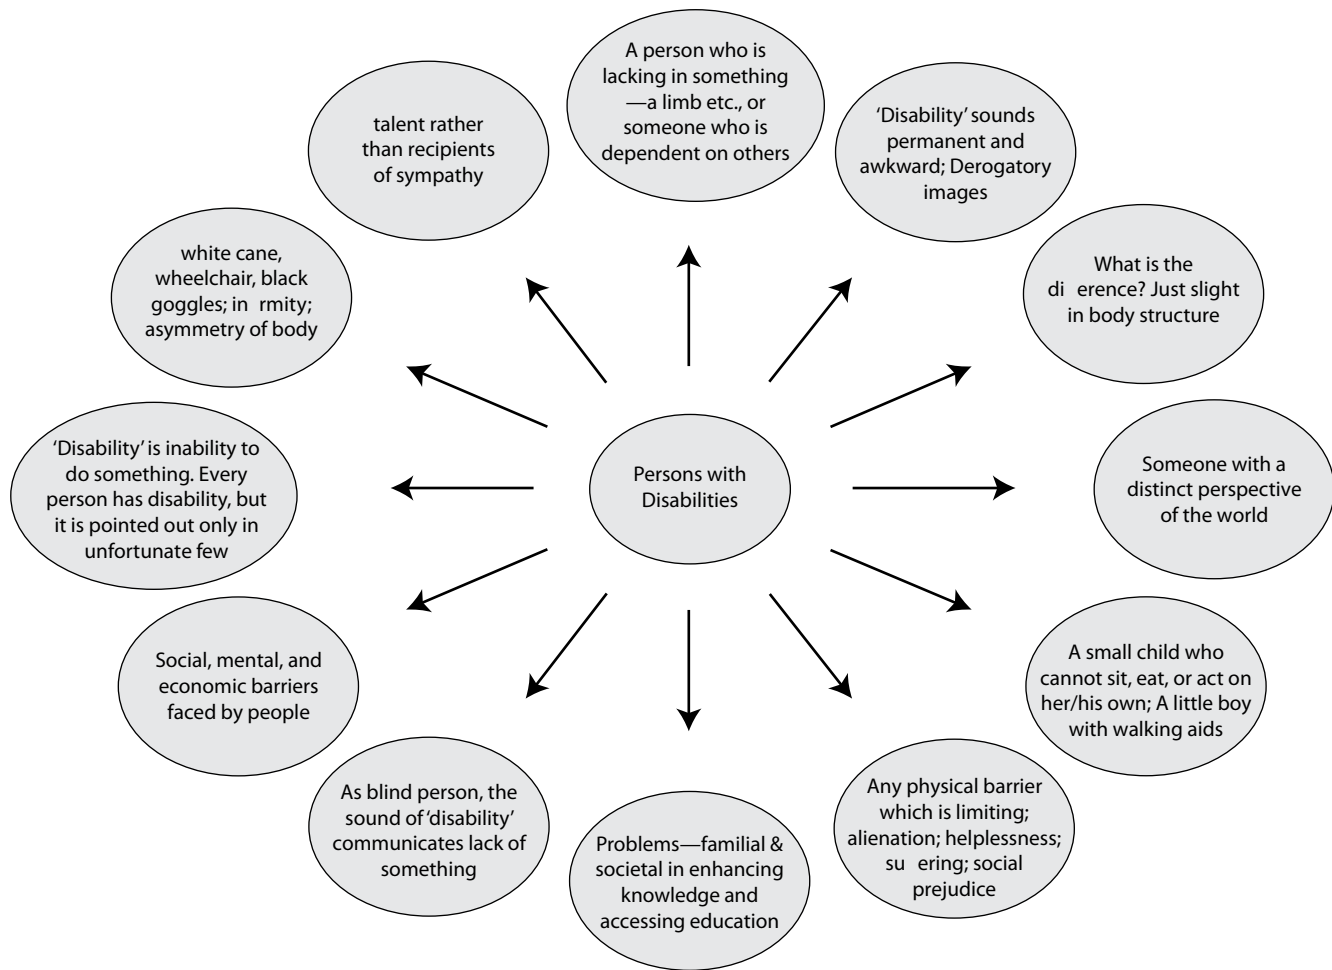 A person who is
lacking in something
—a limb etc., or
someone who is
dependent on others
‘Disability’ sounds
permanent and
awkward; Derogatory
images
What is the
di erence? Just slight
in body structure
Someone with a
distinct perspective
of the world
A small child who
cannot sit, eat, or act on
her/his own; A little boy
with walking aids
Any physical barrier
which is limiting;
alienation; helplessness;
su ering; social
prejudice
Problems—familial &
societal in enhancing
knowledge and
accessing education
As blind person, the
sound of ‘disability’
communicates lack of
something
Social, mental, and
economic barriers
faced by people
‘Disability’ is inability to
do something. Every
person has disability, but
it is pointed out only in
unfortunate few
white cane,
wheelchair, black
goggles; in rmity;
asymmetry of body
talent rather
than recipients
of sympathy
Persons with
Disabilities